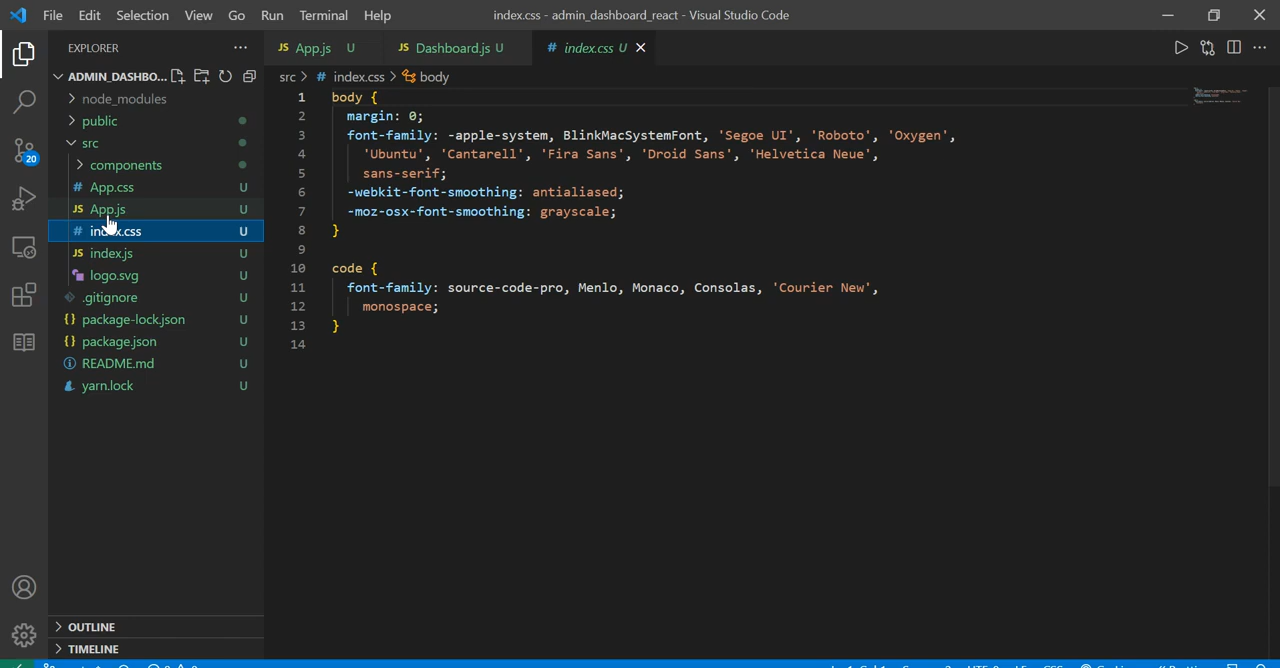 File Edit Selection View Go Run Terminal Help
index.css - admin_dashboard_react - Visual Studio Code
EXPLORER
ADMIN_DASHBO...
node_modules
public
src
components
App.css U
App.js U
index.css U
index.js U
logo.svg U
.gitignore U
package-lock.json U
package.json U
README.md U
yarn.lock U
OUTLINE
TIMELINE
20
JS App.js U
JS Dashboard.js U
# index.css U
src > # index.css > body
1 body {
2 margin: 0;
3 font-family: -apple-system, BlinkMacSystemFont, 'Segoe UI', 'Roboto', 'Oxygen',
4 'Ubuntu', 'Cantarell', 'Fira Sans', 'Droid Sans', 'Helvetica Neue',
5 sans-serif;
6 -webkit-font-smoothing: antialiased;
7 -moz-osx-font-smoothing: grayscale;
8 }
9
10 code {
11 font-family: source-code-pro, Menlo, Monaco, Consolas, 'Courier New',
12 monospace;
13 }
14